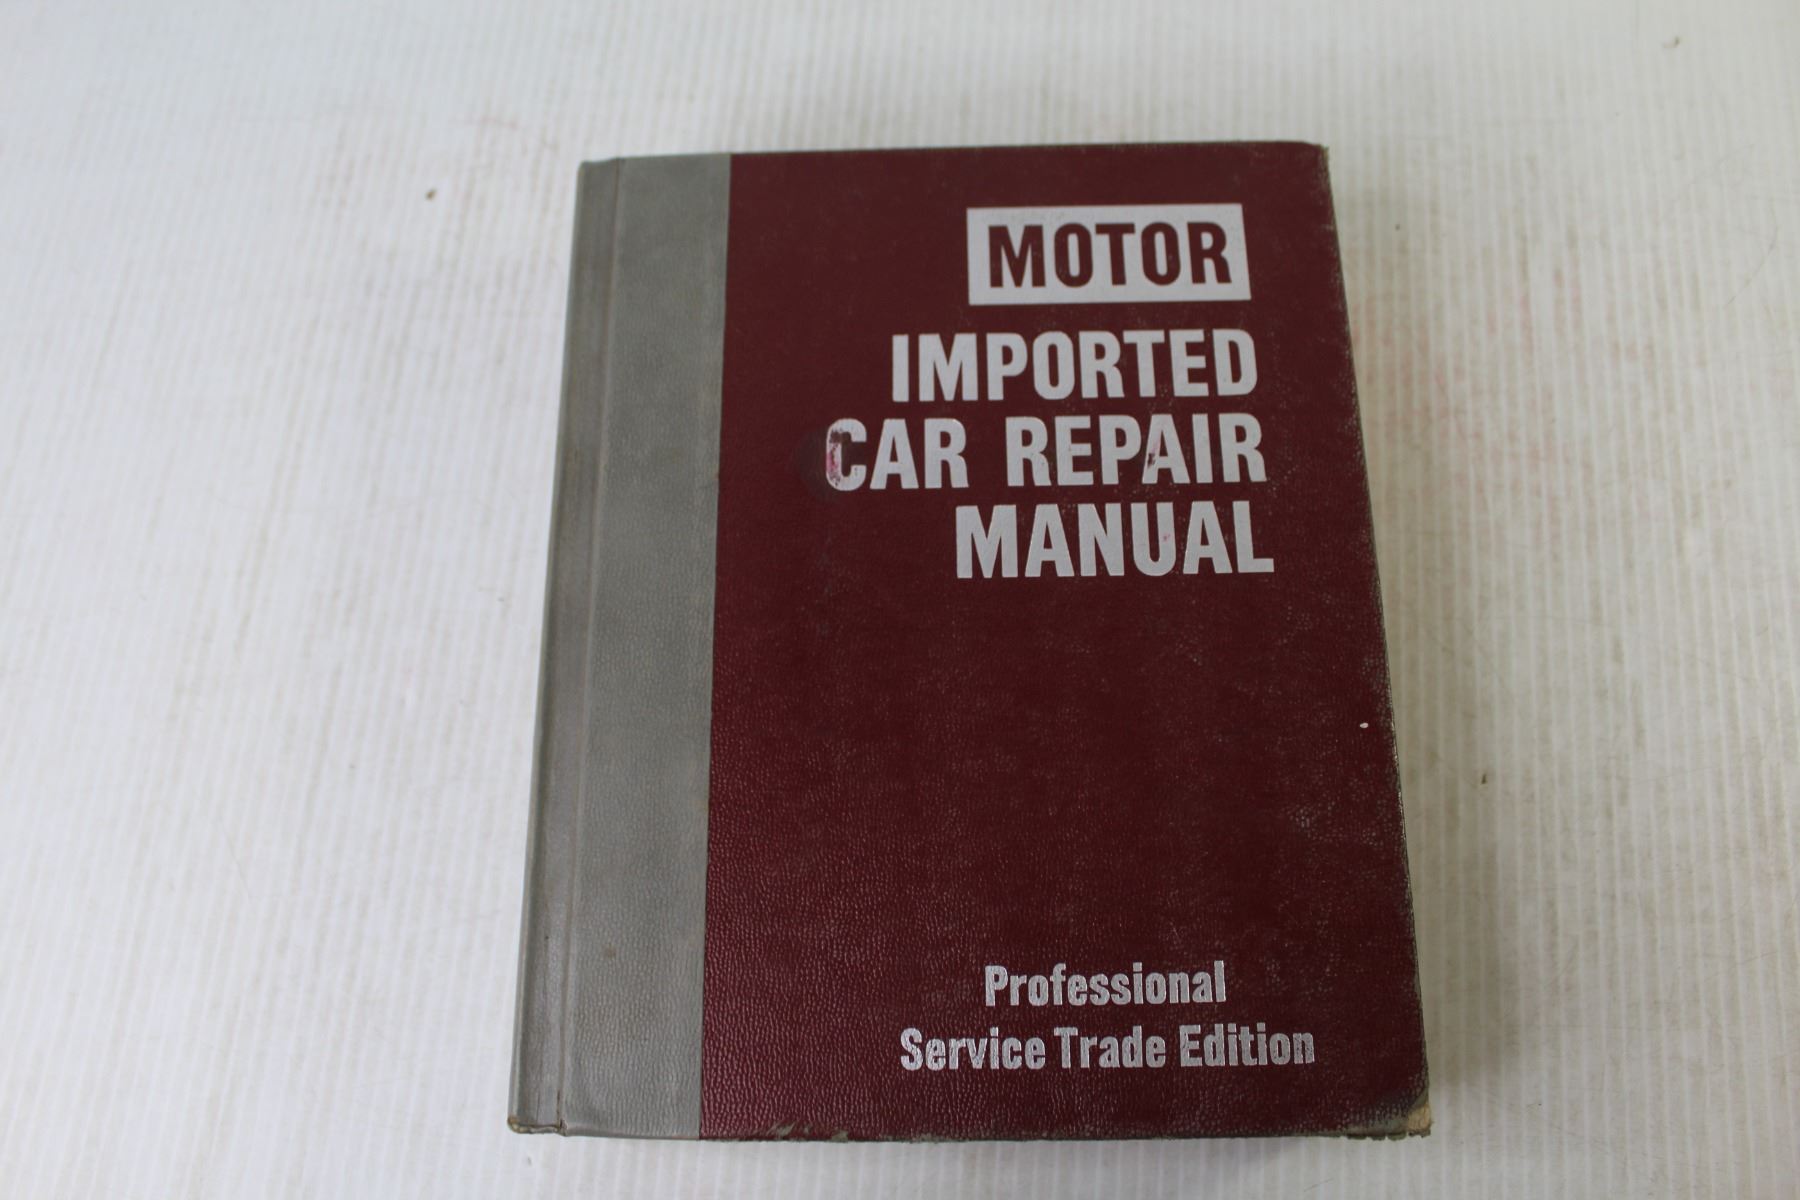 MOTOR
IMPORTED
CAR REPAIR
MANUAL
Professional
Service Trade Edition